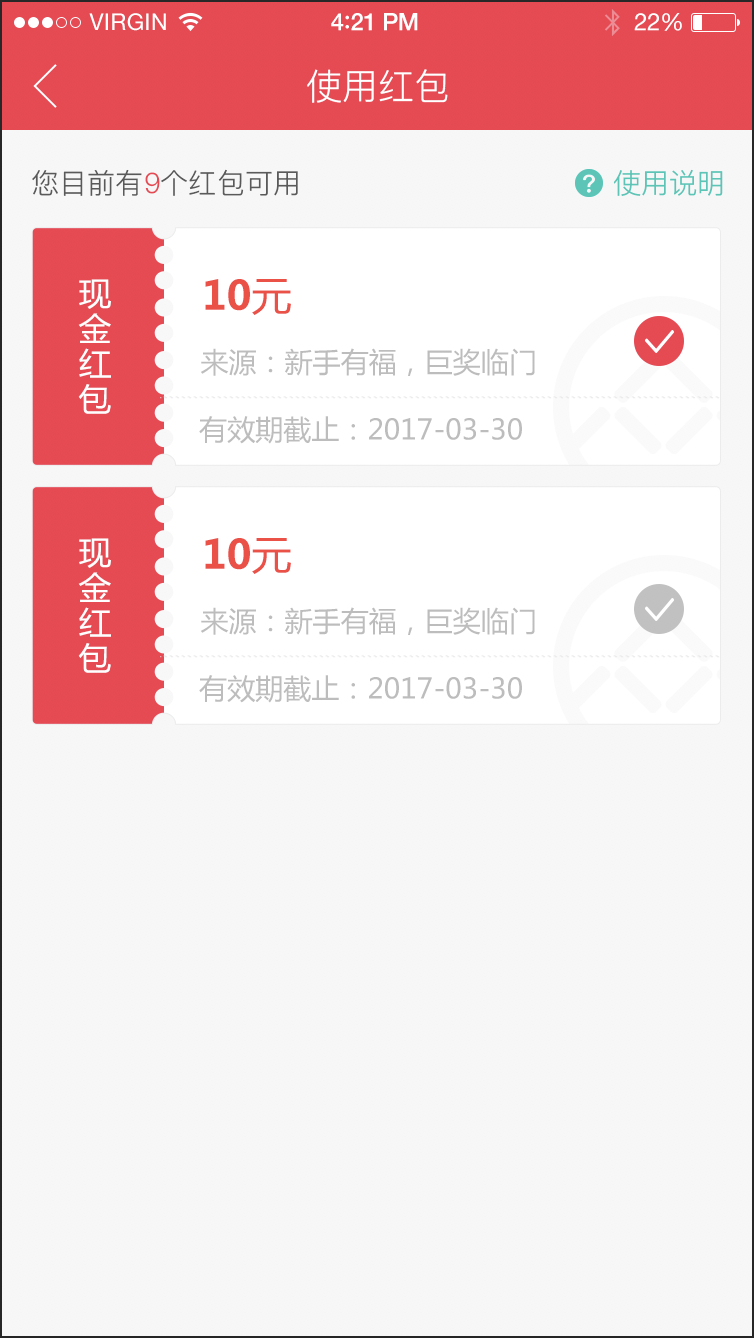 VIRGIN 4:21 PM 22%
使用红包
您目前有9个红包可用 ? 使用说明
现金红包
10元
来源：新手有福，巨奖临门
有效期截止：2017-03-30
现金红包
10元
来源：新手有福，巨奖临门
有效期截止：2017-03-30